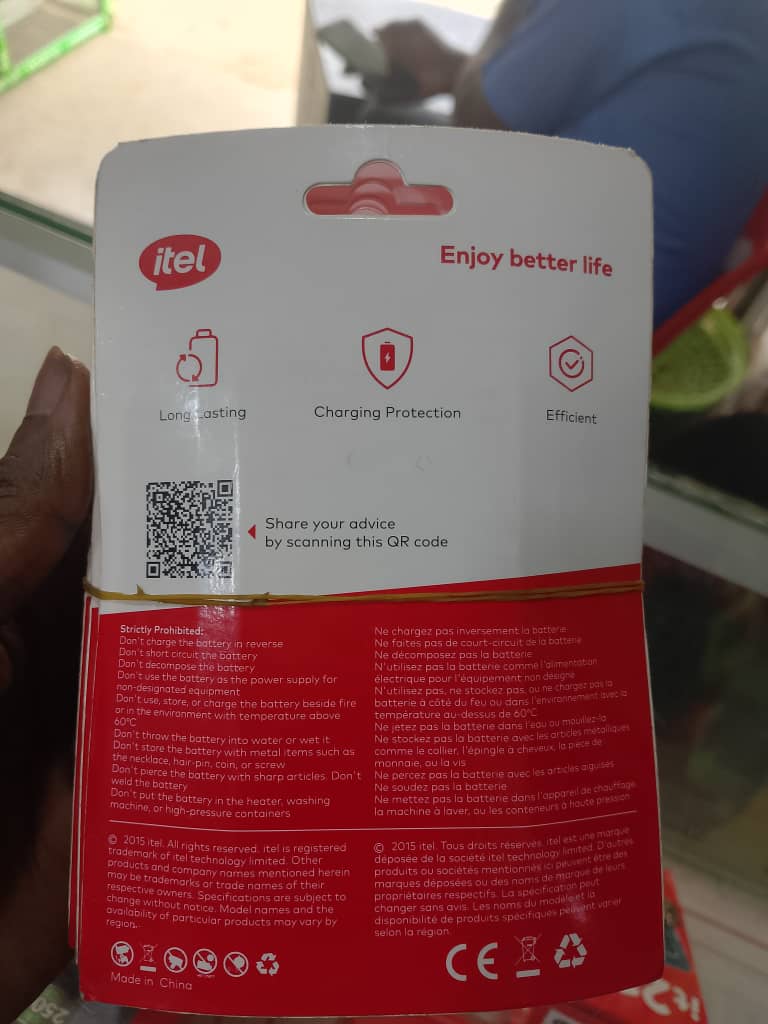 itel
Enjoy better life
Long Lasting
Charging Protection
Efficient
Share your advice
by scanning this QR code
Strictly Prohibited:
Don't charge the battery in reverse
Don't short circuit the battery
Don't decompose the battery
Don't use the battery as the power supply for
non-designated equipment
Don't use, store, or charge the battery beside fire
or in the environment with temperature above
60°C
Don't throw the battery into water or wet it
Don't store the battery with metal items such as
the necklace, hair-pin, coin, or screw
Don't pierce the battery with sharp articles. Don't
weld the battery
Don't put the battery in the heater, washing
machine, or high-pressure containers
Ne chargez pas inversement la batterie
Ne faites pas de court-circuit de la batterie
Ne décomposez pas la batterie
N'utilisez pas la batterie comme l'alimentation
électrique pour l'équipement non désigné
N'utilisez pas, ne stockez pas, ou ne chargez pas la
batterie à côté du feu ou dans l'environnement avec la
température au-dessus de 60°C
Ne jetez pas la batterie dans l'eau ou mouillez-la
Ne stockez pas la batterie avec les articles métalliques
comme le collier, l'épingle à cheveux, la pièce de
monnaie, ou la vis
Ne percez pas la batterie avec les articles aiguises
Ne soudez pas la batterie
Ne mettez pas la batterie dans l'appareil de chauffage,
la machine à laver, ou les conteneurs à haute pression
© 2015 itel. All rights reserved. itel is registered
trademark of itel technology limited. Other
products and company names mentioned herein
may be trademarks or trade names of their
respective owners. Specifications are subject to
change without notice. Model names and the
availability of particular products may vary by
region.
© 2015 itel. Tous droits réservés. itel est une marque
déposée de la société itel technology limited. D'autres
produits ou sociétés mentionnés ici peuvent être des
marques déposées ou des noms de marque de leurs
propriétaires respectifs. La spécification peut
changer sans avis. Les noms du modèle et la
disponibilité de produits spécifiques peuvent varier
selon la région.
CE
Made in China
250